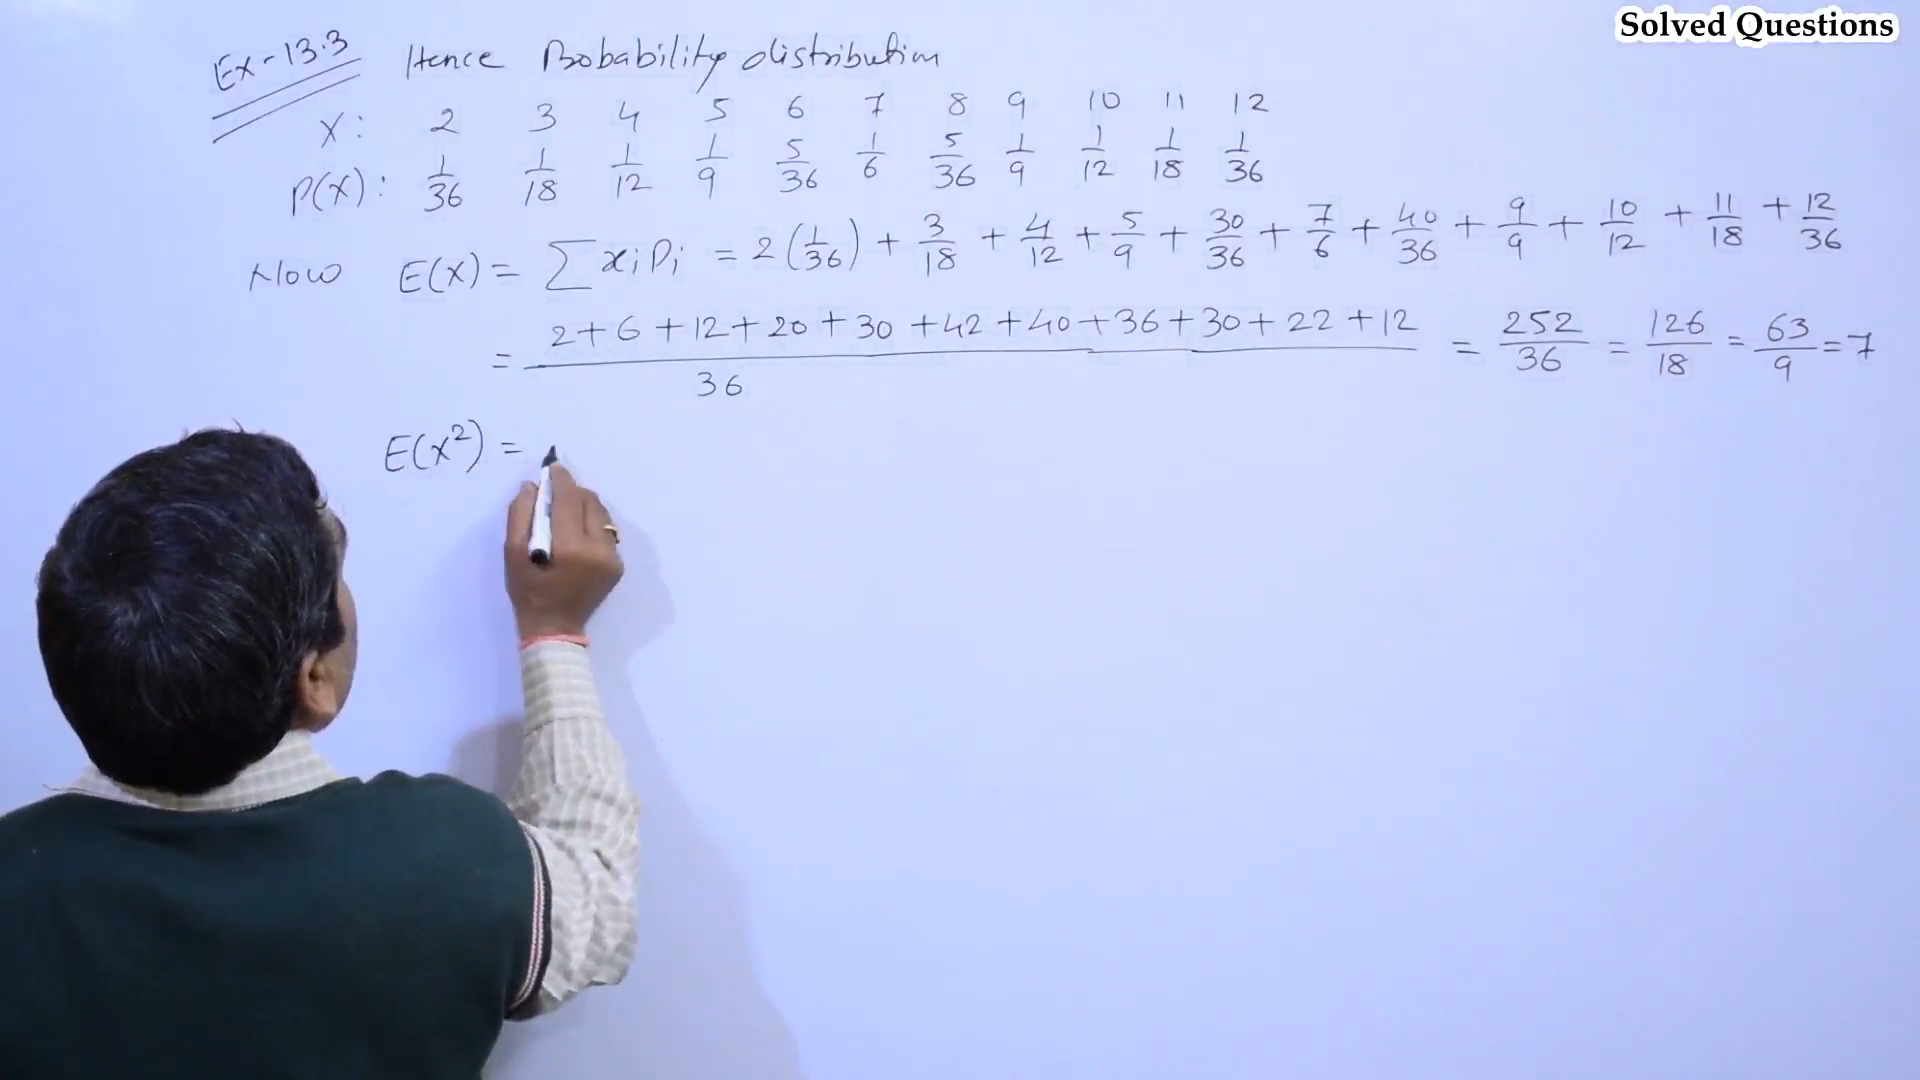 Solved Questions
Ex-13.3 Hence Probability distribution
X: 2 3 4 5 6 7 8 9 10 11 12
P(X): 1/36 1/18 1/12 1/9 5/36 1/6 5/36 1/9 1/12 1/18 1/36
Now E(X) = ∑ xi Pi = 2(1/36) + 3/18 + 4/12 + 5/9 + 30/36 + 7/6 + 40/36 + 9/9 + 10/12 + 11/18 + 12/36
= 2+6+12+20+30+42+40+36+30+22+12 / 36 = 252/36 = 126/18 = 63/9 = 7
E(X²) =